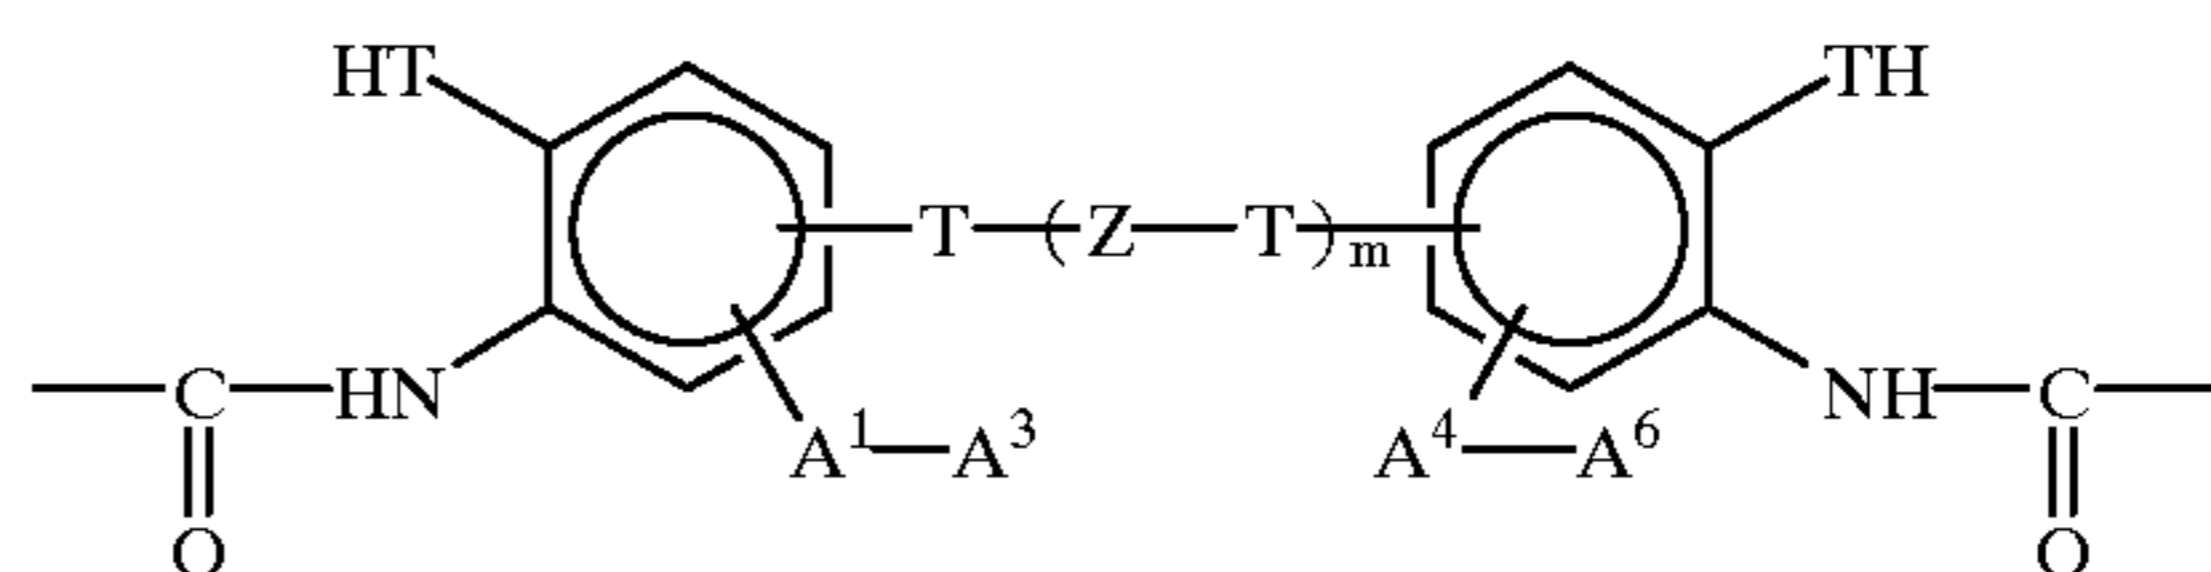 HT TH
T ( Z T )m
C HN NH C
A¹ A³ A⁴ A⁶
O O